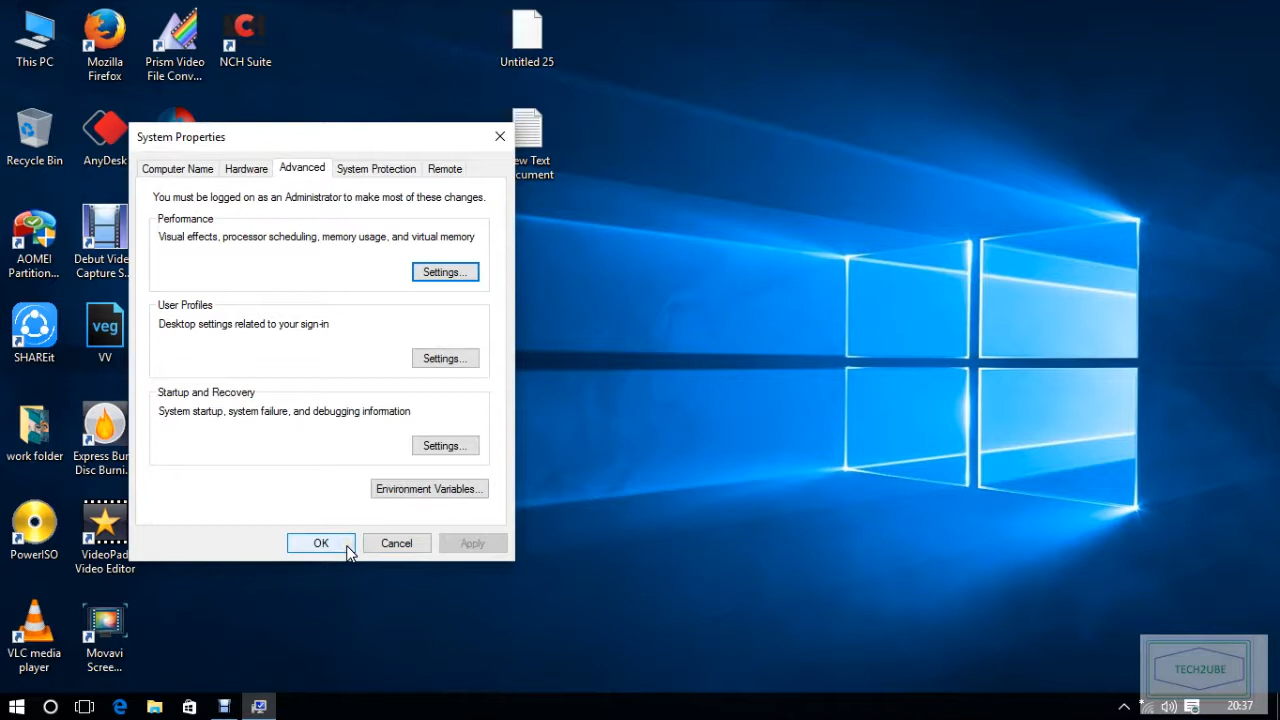 This PC
Mozilla
Firefox
Prism Video
File Conv...
NCH Suite
Untitled 25
Recycle Bin
AnyDesk
ew Text
cument
AOMEI
Partition...
Debut Vide
Capture S...
SHAREit
veg
VV
work folder
Express Bur
Disc Burni...
PowerISO
VideoPad
Video Editor
VLC media
player
Movavi
Scree...
System Properties
Computer Name
Hardware
Advanced
System Protection
Remote
You must be logged on as an Administrator to make most of these changes.
Performance
Visual effects, processor scheduling, memory usage, and virtual memory
Settings...
User Profiles
Desktop settings related to your sign-in
Settings...
Startup and Recovery
System startup, system failure, and debugging information
Settings...
Environment Variables...
OK
Cancel
Apply
TECH2UBE
20:37